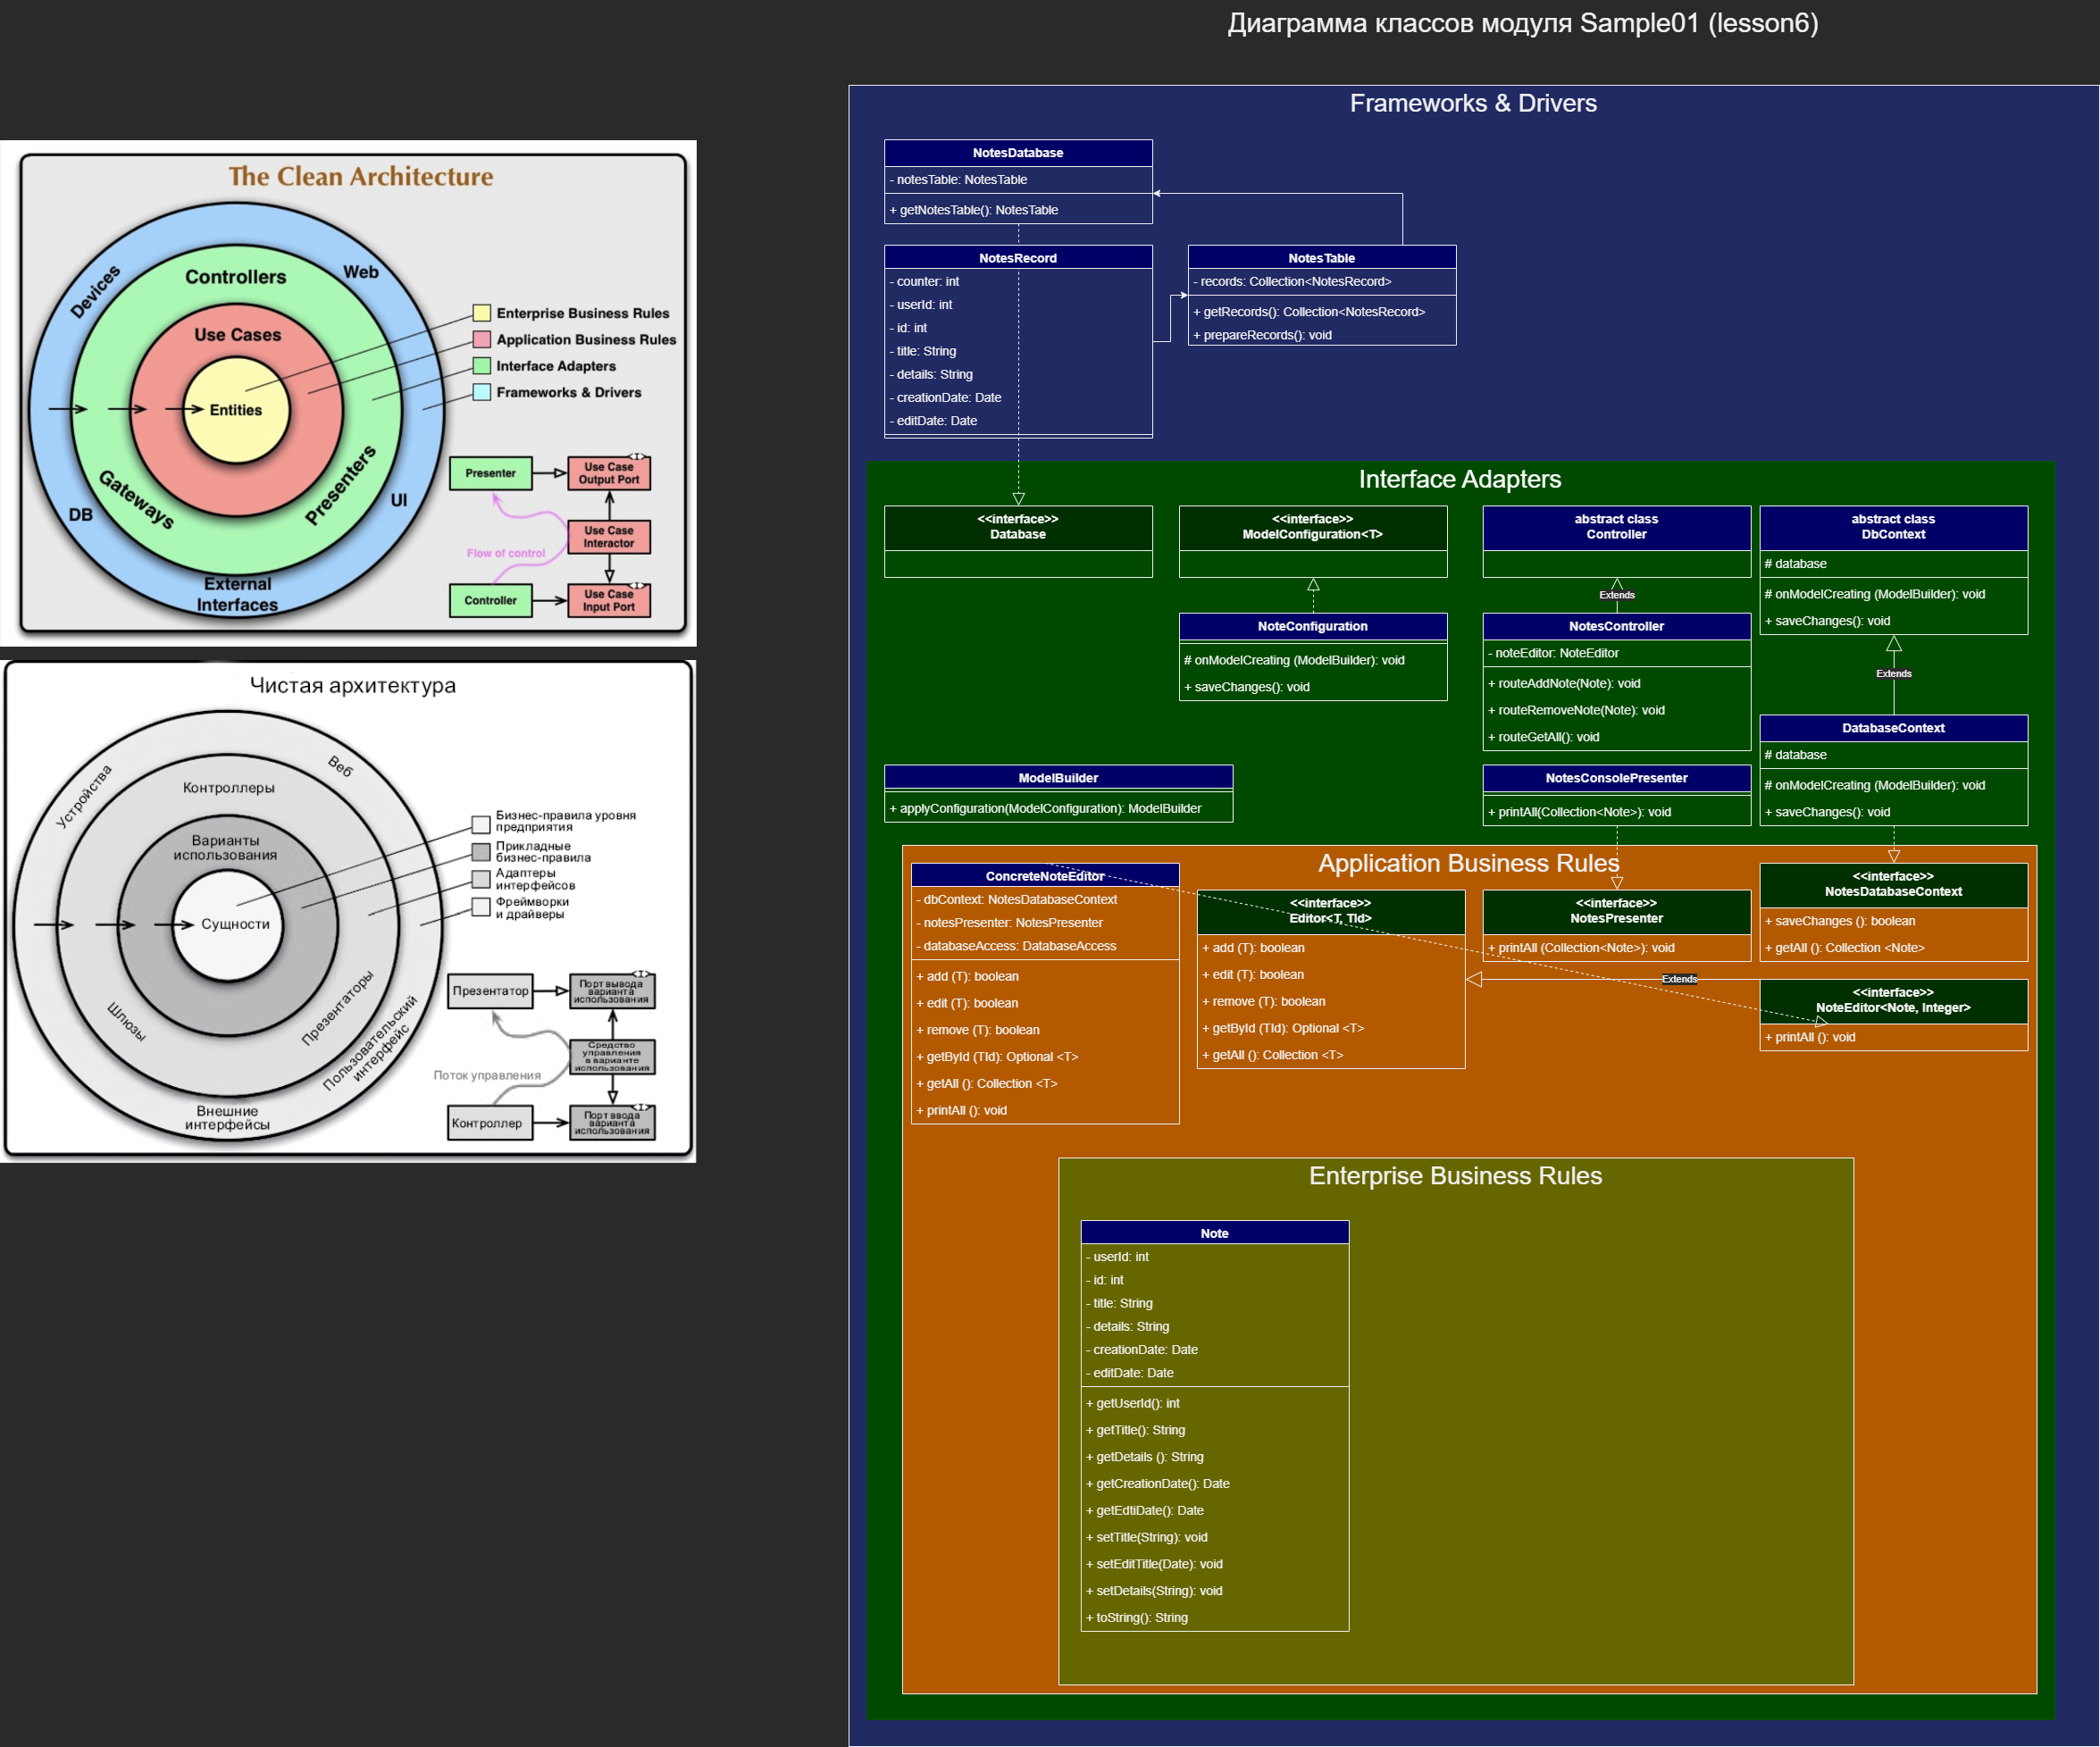 Диаграмма классов модуля Sample01 (lesson6)
The Clean Architecture
Devices
Controllers
Web
Use Cases
Entities
Gateways
Presenters
DB
UI
External
Interfaces
Enterprise Business Rules
Application Business Rules
Interface Adapters
Frameworks & Drivers
Presenter
Use Case
Output Port
<I>
Use Case
Interactor
Flow of control
Controller
Use Case
Input Port
<I>
Чистая архитектура
Устройства
Контроллеры
Веб
Варианты
использования
Сущности
Шлюзы
Презентаторы
Пользовательский
интерфейс
Внешние
интерфейсы
Бизнес-правила уровня
предприятия
Прикладные
бизнес-правила
Адаптеры
интерфейсов
Фреймворки
и драйверы
Презентатор
Порт вывода
варианта
использования
<I>
Средство
управления
в варианте
использования
Поток управления
Контроллер
Порт ввода
варианта
использования
<I>
Frameworks & Drivers
NotesDatabase
- notesTable: NotesTable
+ getNotesTable(): NotesTable
NotesRecord
- counter: int
- userId: int
- id: int
- title: String
- details: String
- creationDate: Date
- editDate: Date
NotesTable
- records: Collection<NotesRecord>
+ getRecords(): Collection<NotesRecord>
+ prepareRecords(): void
Interface Adapters
<<interface>>
Database
<<interface>>
ModelConfiguration<T>
abstract class
Controller
abstract class
DbContext
# database
# onModelCreating (ModelBuilder): void
+ saveChanges(): void
Extends
NoteConfiguration
# onModelCreating (ModelBuilder): void
+ saveChanges(): void
NotesController
- noteEditor: NoteEditor
+ routeAddNote(Note): void
+ routeRemoveNote(Note): void
+ routeGetAll(): void
Extends
DatabaseContext
# database
# onModelCreating (ModelBuilder): void
+ saveChanges(): void
ModelBuilder
+ applyConfiguration(ModelConfiguration): ModelBuilder
NotesConsolePresenter
+ printAll(Collection<Note>): void
Application Business Rules
ConcreteNoteEditor
- dbContext: NotesDatabaseContext
- notesPresenter: NotesPresenter
- databaseAccess: DatabaseAccess
+ add (T): boolean
+ edit (T): boolean
+ remove (T): boolean
+ getById (TId): Optional <T>
+ getAll (): Collection <T>
+ printAll (): void
<<interface>>
Editor<T, TId>
+ add (T): boolean
+ edit (T): boolean
+ remove (T): boolean
+ getById (TId): Optional <T>
+ getAll (): Collection <T>
<<interface>>
NotesPresenter
+ printAll (Collection<Note>): void
<<interface>>
NotesDatabaseContext
+ saveChanges (): boolean
+ getAll (): Collection <Note>
Extends
<<interface>>
NoteEditor<Note, Integer>
+ printAll (): void
Enterprise Business Rules
Note
- userId: int
- id: int
- title: String
- details: String
- creationDate: Date
- editDate: Date
+ getUserId(): int
+ getTitle(): String
+ getDetails (): String
+ getCreationDate(): Date
+ getEdtiDate(): Date
+ setTitle(String): void
+ setEditTitle(Date): void
+ setDetails(String): void
+ toString(): String